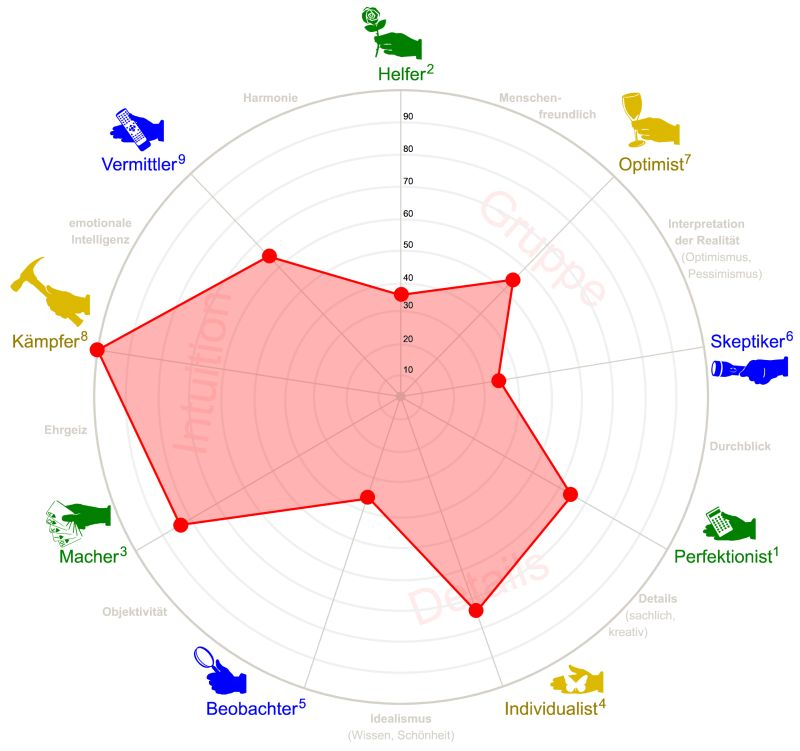 Helfer2
Harmonie
Menschen-
freundlich
Vermittler9
Optimist7
90
80
70
60
50
40
30
20
10
Gruppe
emotionale
Intelligenz
Interpretation
der Realität
(Optimismus,
Pessimismus)
Kämpfer8
Skeptiker6
Intuition
Ehrgeiz
Durchblick
Macher3
Perfektionist1
Details
Objektivität
Details
(sachlich,
kreativ)
Beobachter5
Individualist4
Idealismus
(Wissen, Schönheit)